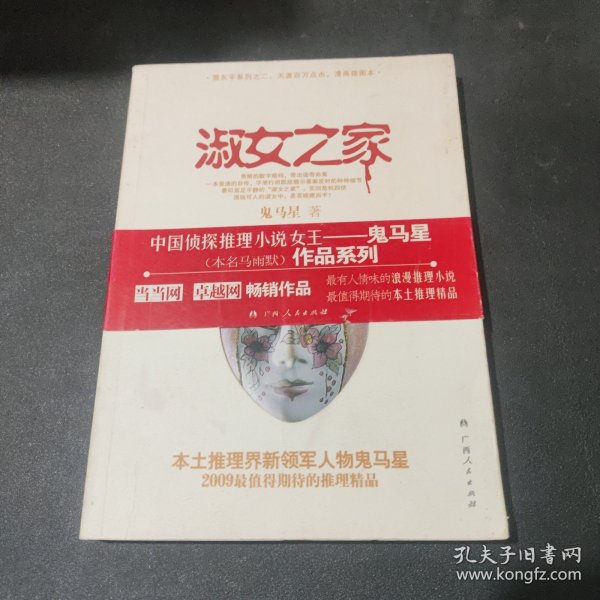 淑女之家
鬼马星 著
中国侦探推理小说女王——鬼马星
(本名马雨默) 作品系列
当当网 卓越网 畅销作品
最有人情味的浪漫推理小说
最值得期待的本土推理精品
广西人民出版社
本土推理界新领军人物鬼马星
2009最值得期待的推理精品
广西人民出版社
孔夫子旧书网
www.kongfz.com